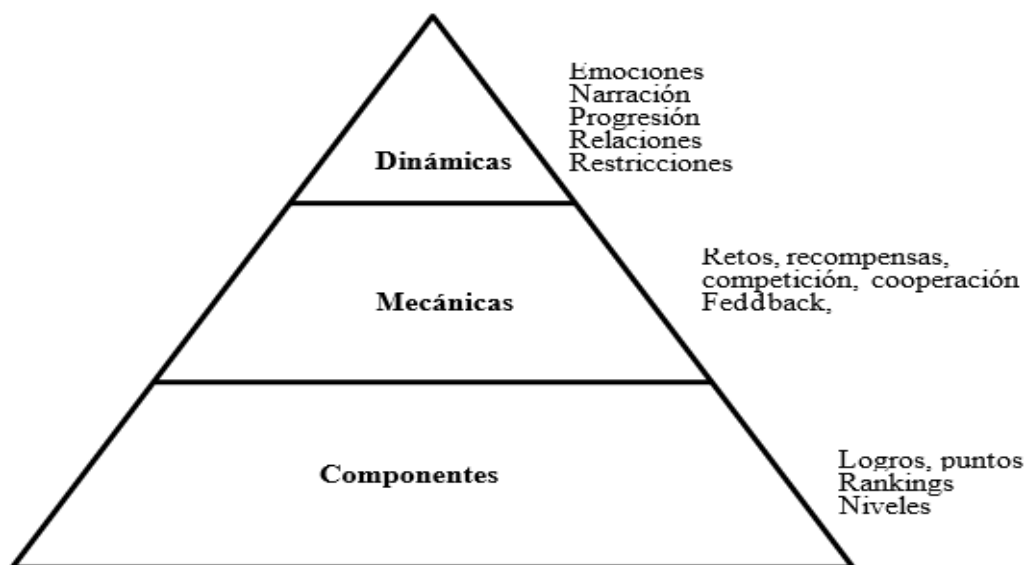 Emociones
Narración
Progresión
Relaciones
Restricciones
Dinámicas
Retos, recompensas,
competición, cooperación
Feddback,
Mecánicas
Logros, puntos
Rankings
Niveles
Componentes